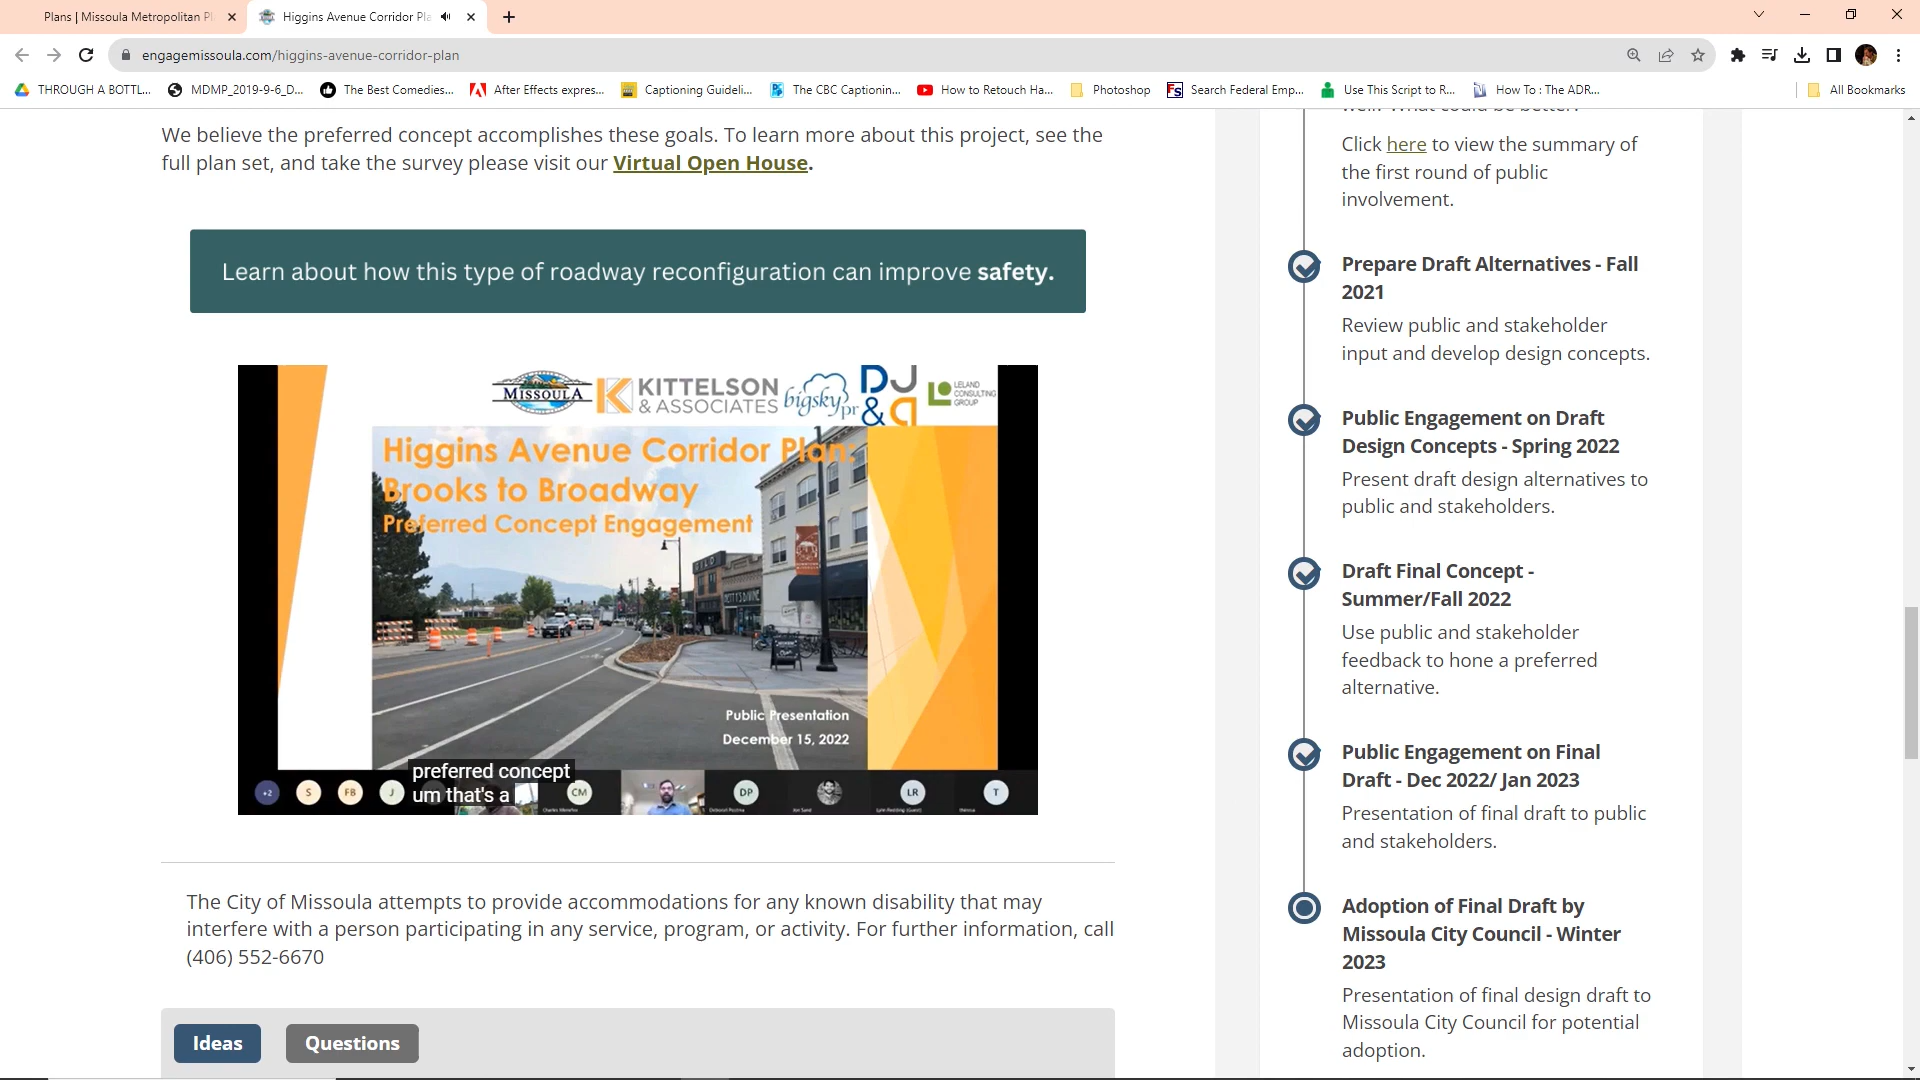 Plans | Missoula Metropolitan Pl
Higgins Avenue Corridor Pla
engagemissoula.com/higgins-avenue-corridor-plan
THROUGH A BOTTL...
MDMP_2019-9-6_D...
The Best Comedies...
After Effects expres...
Captioning Guideli...
The CBC Captionin...
How to Retouch Ha...
Photoshop
Search Federal Emp...
Use This Script to R...
How To : The ADR...
All Bookmarks
We believe the preferred concept accomplishes these goals. To learn more about this project, see the
full plan set, and take the survey please visit our Virtual Open House.
Learn about how this type of roadway reconfiguration can improve safety.
MISSOULA
KITTELSON
& ASSOCIATES
bigsky pr
DJ
&a
LELAND
CONSULTING
GROUP
Higgins Avenue Corridor Plan:
Brooks to Broadway
Preferred Concept Engagement
Public Presentation
December 15, 2022
preferred concept
um that's a
+2
S
FB
J
CM
DP
LR
T
The City of Missoula attempts to provide accommodations for any known disability that may
interfere with a person participating in any service, program, or activity. For further information, call
(406) 552-6670
Ideas
Questions
well? What could be better?
Click here to view the summary of
the first round of public
involvement.
Prepare Draft Alternatives - Fall
2021
Review public and stakeholder
input and develop design concepts.
Public Engagement on Draft
Design Concepts - Spring 2022
Present draft design alternatives to
public and stakeholders.
Draft Final Concept -
Summer/Fall 2022
Use public and stakeholder
feedback to hone a preferred
alternative.
Public Engagement on Final
Draft - Dec 2022/ Jan 2023
Presentation of final draft to public
and stakeholders.
Adoption of Final Draft by
Missoula City Council - Winter
2023
Presentation of final design draft to
Missoula City Council for potential
adoption.